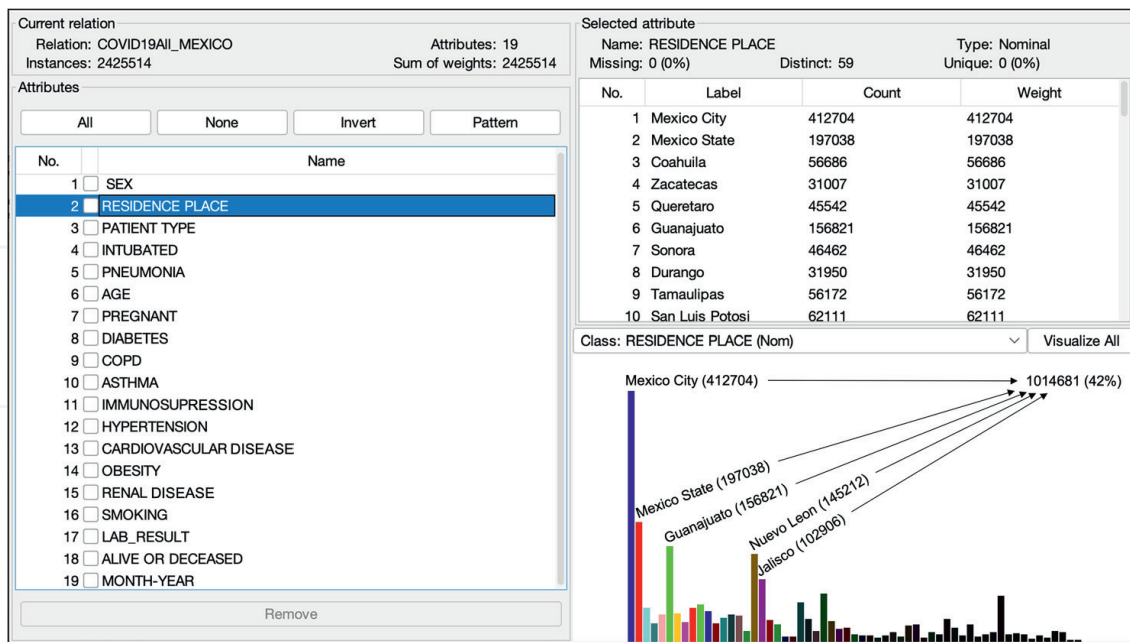 Current relation
Relation: COVID19All_MEXICO
Attributes: 19
Instances: 2425514
Sum of weights: 2425514
Attributes
All
None
Invert
Pattern
No. Name
1 SEX
2 RESIDENCE PLACE
3 PATIENT TYPE
4 INTUBATED
5 PNEUMONIA
6 AGE
7 PREGNANT
8 DIABETES
9 COPD
10 ASTHMA
11 IMMUNOSUPRESSION
12 HYPERTENSION
13 CARDIOVASCULAR DISEASE
14 OBESITY
15 RENAL DISEASE
16 SMOKING
17 LAB_RESULT
18 ALIVE OR DECEASED
19 MONTH-YEAR
Remove
Selected attribute
Name: RESIDENCE PLACE
Type: Nominal
Missing: 0 (0%)
Distinct: 59
Unique: 0 (0%)
No. Label Count Weight
1 Mexico City 412704 412704
2 Mexico State 197038 197038
3 Coahuila 56686 56686
4 Zacatecas 31007 31007
5 Queretaro 45542 45542
6 Guanajuato 156821 156821
7 Sonora 46462 46462
8 Durango 31950 31950
9 Tamaulipas 56172 56172
10 San Luis Potosi 62111 62111
Class: RESIDENCE PLACE (Nom)
Visualize All
Mexico City (412704)
1014681 (42%)
Mexico State (197038)
Guanajuato (156821)
Nuevo Leon (145212)
Jalisco (102906)